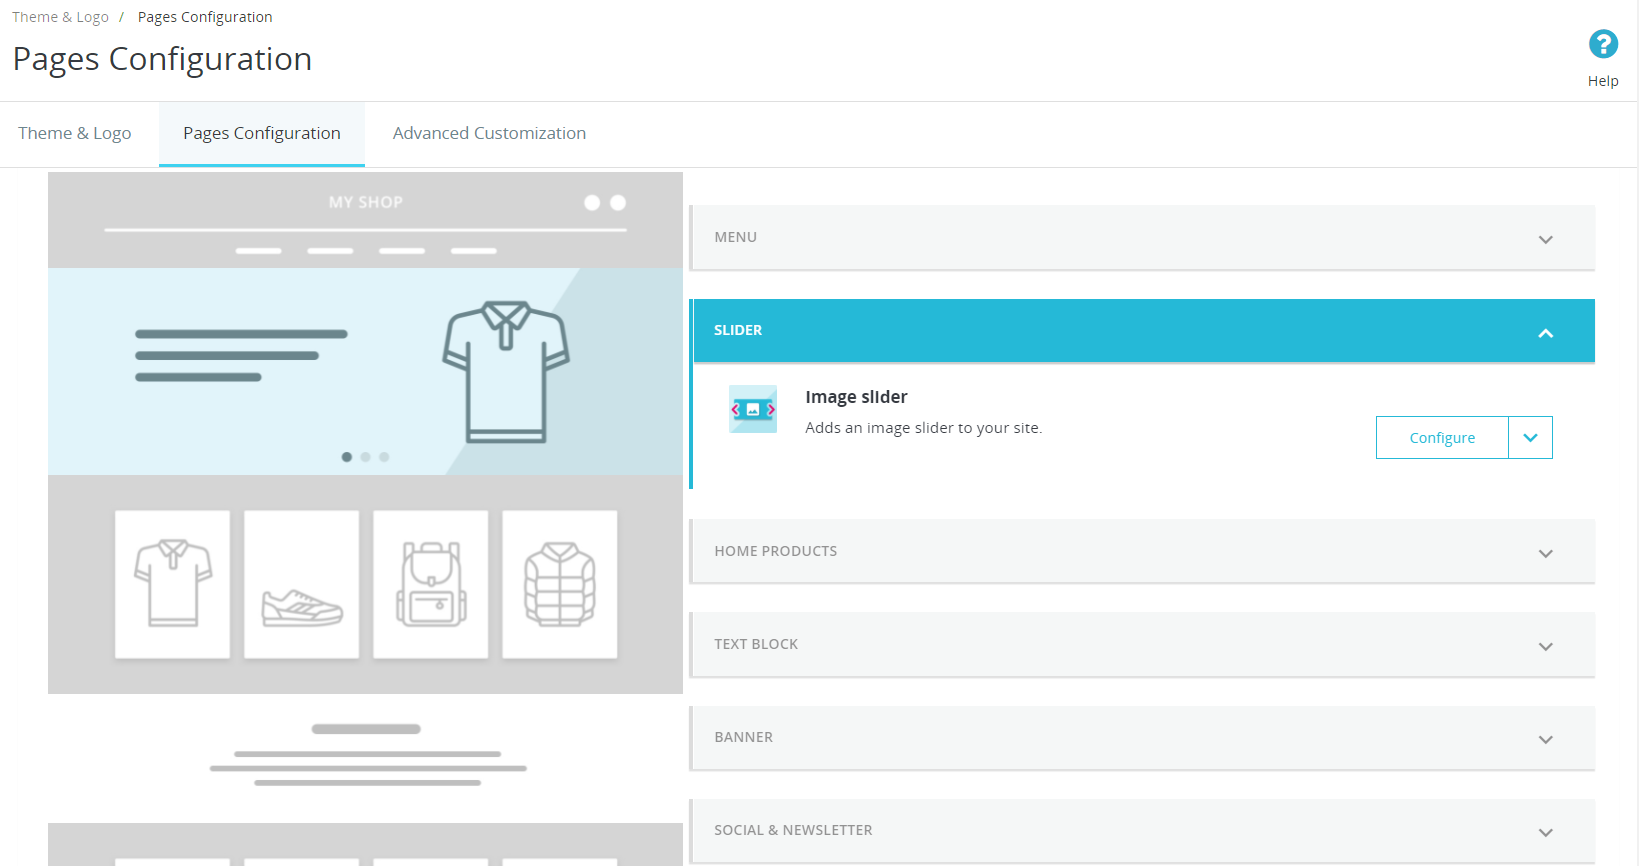 Theme & Logo / Pages Configuration
Pages Configuration
Help
Theme & Logo Pages Configuration Advanced Customization
MY SHOP
MENU
SLIDER
Image slider
Adds an image slider to your site.
Configure
HOME PRODUCTS
TEXT BLOCK
BANNER
SOCIAL & NEWSLETTER